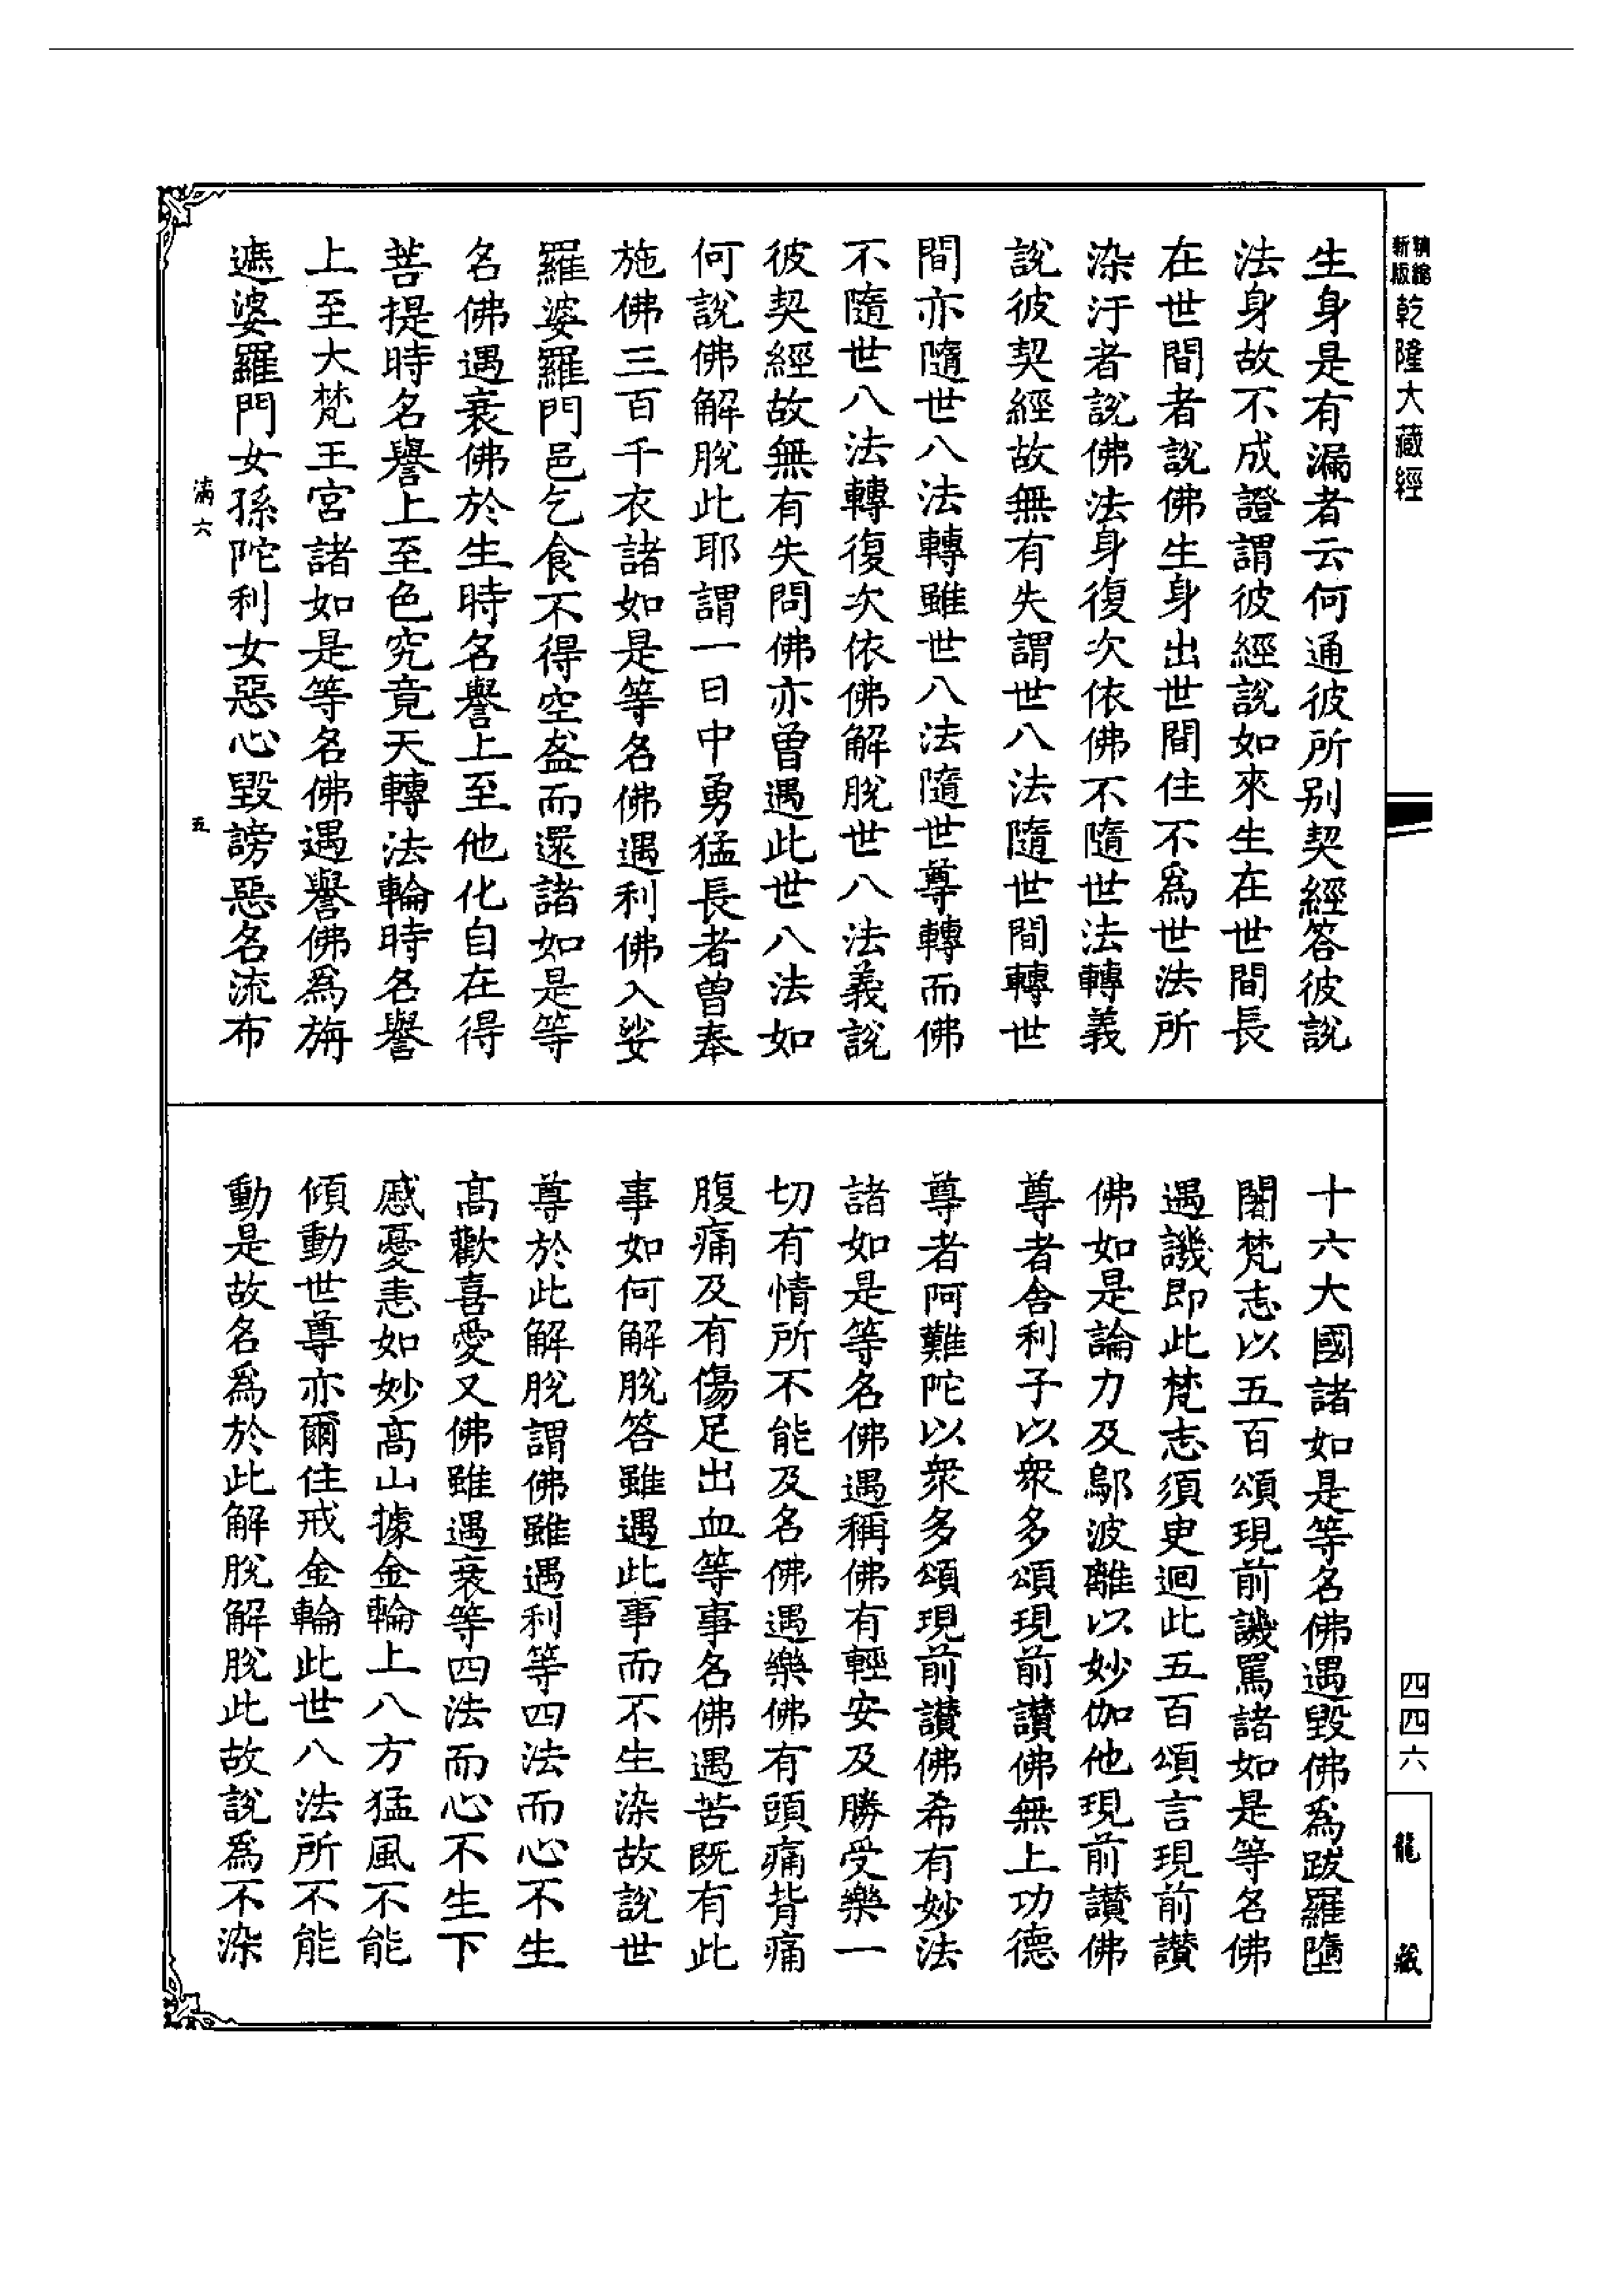 新版精縮
乾隆大藏經
生身是有漏者云何通彼所别契經答彼說
法身故不成證謂彼經說如來生在世間長
在世間者說佛生身出世間住不爲世法所
染汙者說佛法身復次依佛不隨世法轉義
說彼契經故無有失謂世八法隨世間轉世
間亦隨世八法轉雖世八法隨世尊轉而佛
不隨世八法轉復次依佛解脫世八法義說
彼契經故無有失問佛亦曾遇此世八法如
何說佛解脫此耶謂一日中勇猛長者曾奉
施佛三百千衣諸如是等名佛遇利佛入娑
羅婆羅門邑乞食不得空盋而還諸如是等
名佛遇衰佛於生時名譽上至他化自在得
菩提時名譽上至色究竟天轉法輪時名譽
上至大梵王宮諸如是等名佛遇譽佛爲旃
遮婆羅門女孫陀利女惡心毀謗惡名流布
滿六
五
十六大國諸如是等名佛遇毀佛爲跋羅墮
闍梵志以五百頌現前譏罵諸如是等名佛
遇譏即此梵志須臾迴此五百頌言現前讚
佛如是論力及鄔波離以妙伽他現前讚佛
尊者舍利子以衆多頌現前讚佛無上功德
尊者阿難陀以衆多頌現前讚佛希有妙法
諸如是等名佛遇稱佛有輕安及勝受樂一
切有情所不能及名佛遇樂佛有頭痛背痛
腹痛及有傷足出血等事名佛遇苦既有此
事如何解脫答雖遇此事而不生染故說世
尊於此解脫謂佛雖遇利等四法而心不生
高歡喜愛又佛雖遇衰等四法而心不生下
慼憂恚如妙高山據金輪上八方猛風不能
傾動世尊亦爾住戒金輪此世八法所不能
動是故名爲於此解脫解脫此故說爲不染
四四六
龍藏